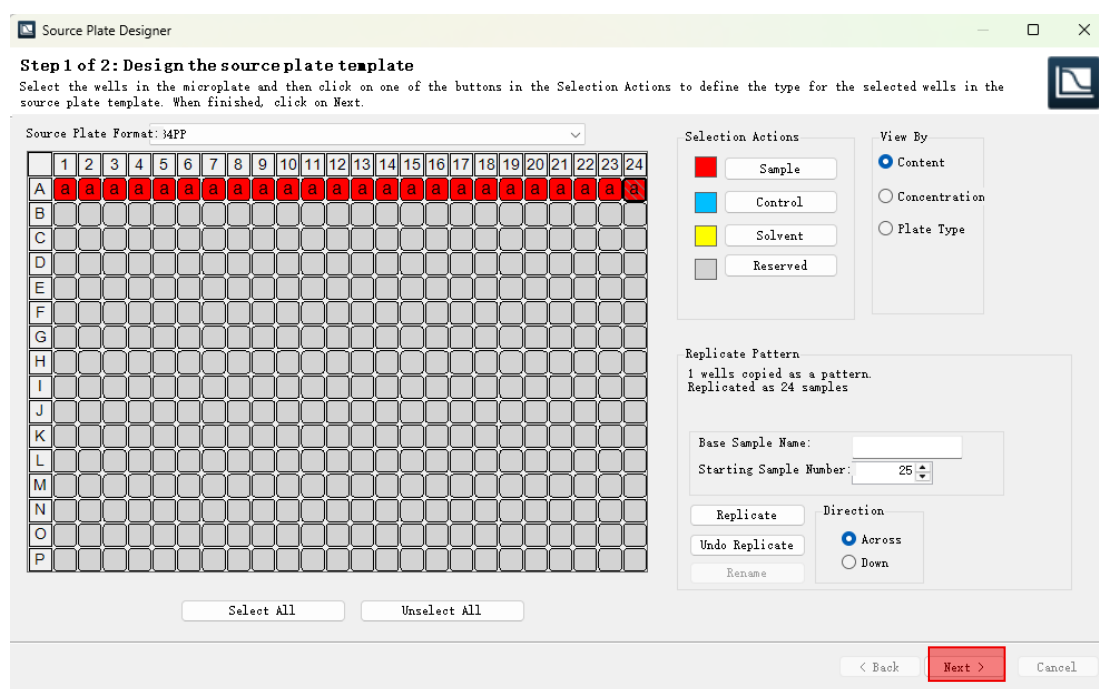 Source Plate Designer
Step 1 of 2: Design the source plate template
Select the wells in the microplate and then click on one of the buttons in the Selection Actions to define the type for the selected wells in the
source plate template. When finished, click on Next.
Source Plate Format: 384PP
1 2 3 4 5 6 7 8 9 10 11 12 13 14 15 16 17 18 19 20 21 22 23 24
A a a a a a a a a a a a a a a a a a a a a a a a a
B
C
D
E
F
G
H
I
J
K
L
M
N
O
P
Select All Unselect All
Selection Actions
Sample
Control
Solvent
Reserved
View By
Content
Concentration
Plate Type
Replicate Pattern
1 wells copied as a pattern.
Replicated as 24 samples
Base Sample Name:
Starting Sample Number: 25
Replicate
Undo Replicate
Rename
Direction
Across
Down
< Back Next > Cancel